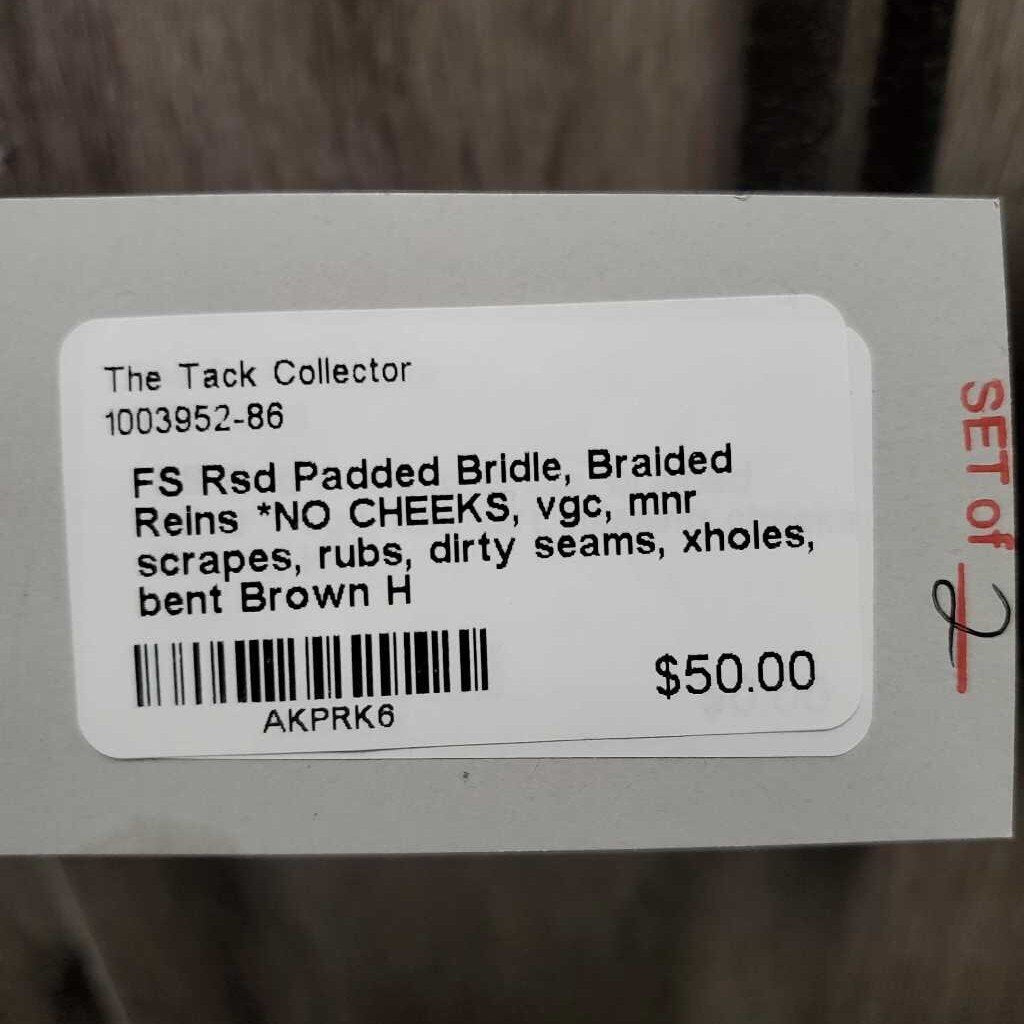 The Tack Collector
1003952-86
FS Rsd Padded Bridle, Braided
Reins *NO CHEEKS, vgc, mnr
scrapes, rubs, dirty seams, xholes,
bent Brown H
AKPRK6
$50.00
SET of 2